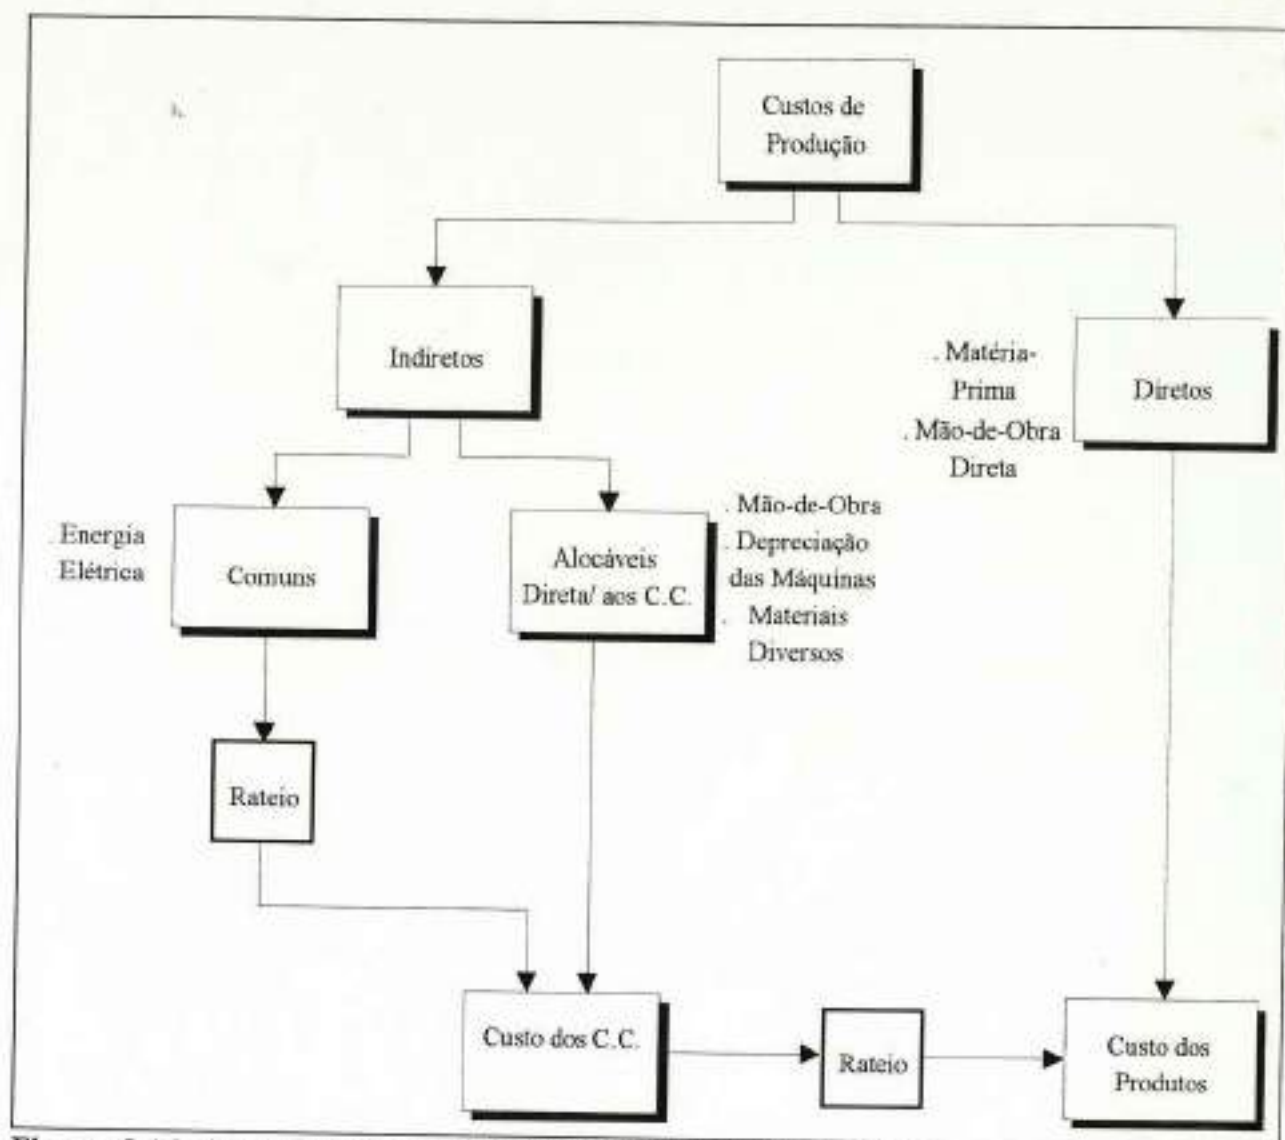 Custos de
Produção
Indiretos
. Matéria-
Prima
. Mão-de-Obra
Direta
Diretos
. Energia
Elétrica
Comuns
Alocáveis
Direta/ aos C.C.
. Mão-de-Obra
. Depreciação
das Máquinas
. Materiais
Diversos
Rateio
Custo dos C.C.
Rateio
Custo dos
Produtos